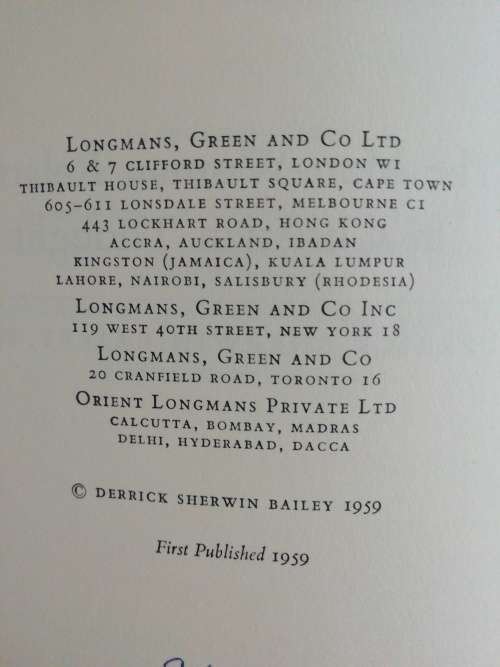 LONGMANS, GREEN AND CO LTD
6 & 7 CLIFFORD STREET, LONDON W1
THIBAULT HOUSE, THIBAULT SQUARE, CAPE TOWN
605-611 LONSDALE STREET, MELBOURNE C1
443 LOCKHART ROAD, HONG KONG
ACCRA, AUCKLAND, IBADAN
KINGSTON (JAMAICA), KUALA LUMPUR
LAHORE, NAIROBI, SALISBURY (RHODESIA)
LONGMANS, GREEN AND CO INC
119 WEST 40TH STREET, NEW YORK 18
LONGMANS, GREEN AND CO
20 CRANFIELD ROAD, TORONTO 16
ORIENT LONGMANS PRIVATE LTD
CALCUTTA, BOMBAY, MADRAS
DELHI, HYDERABAD, DACCA
© DERRICK SHERWIN BAILEY 1959
First Published 1959